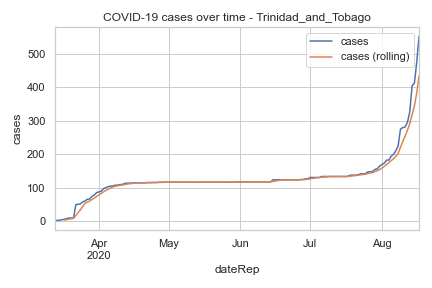 COVID-19 cases over time - Trinidad_and_Tobago
cases
cases (rolling)
cases
500
400
300
200
100
0
Apr
2020
May
Jun
Jul
Aug
dateRep